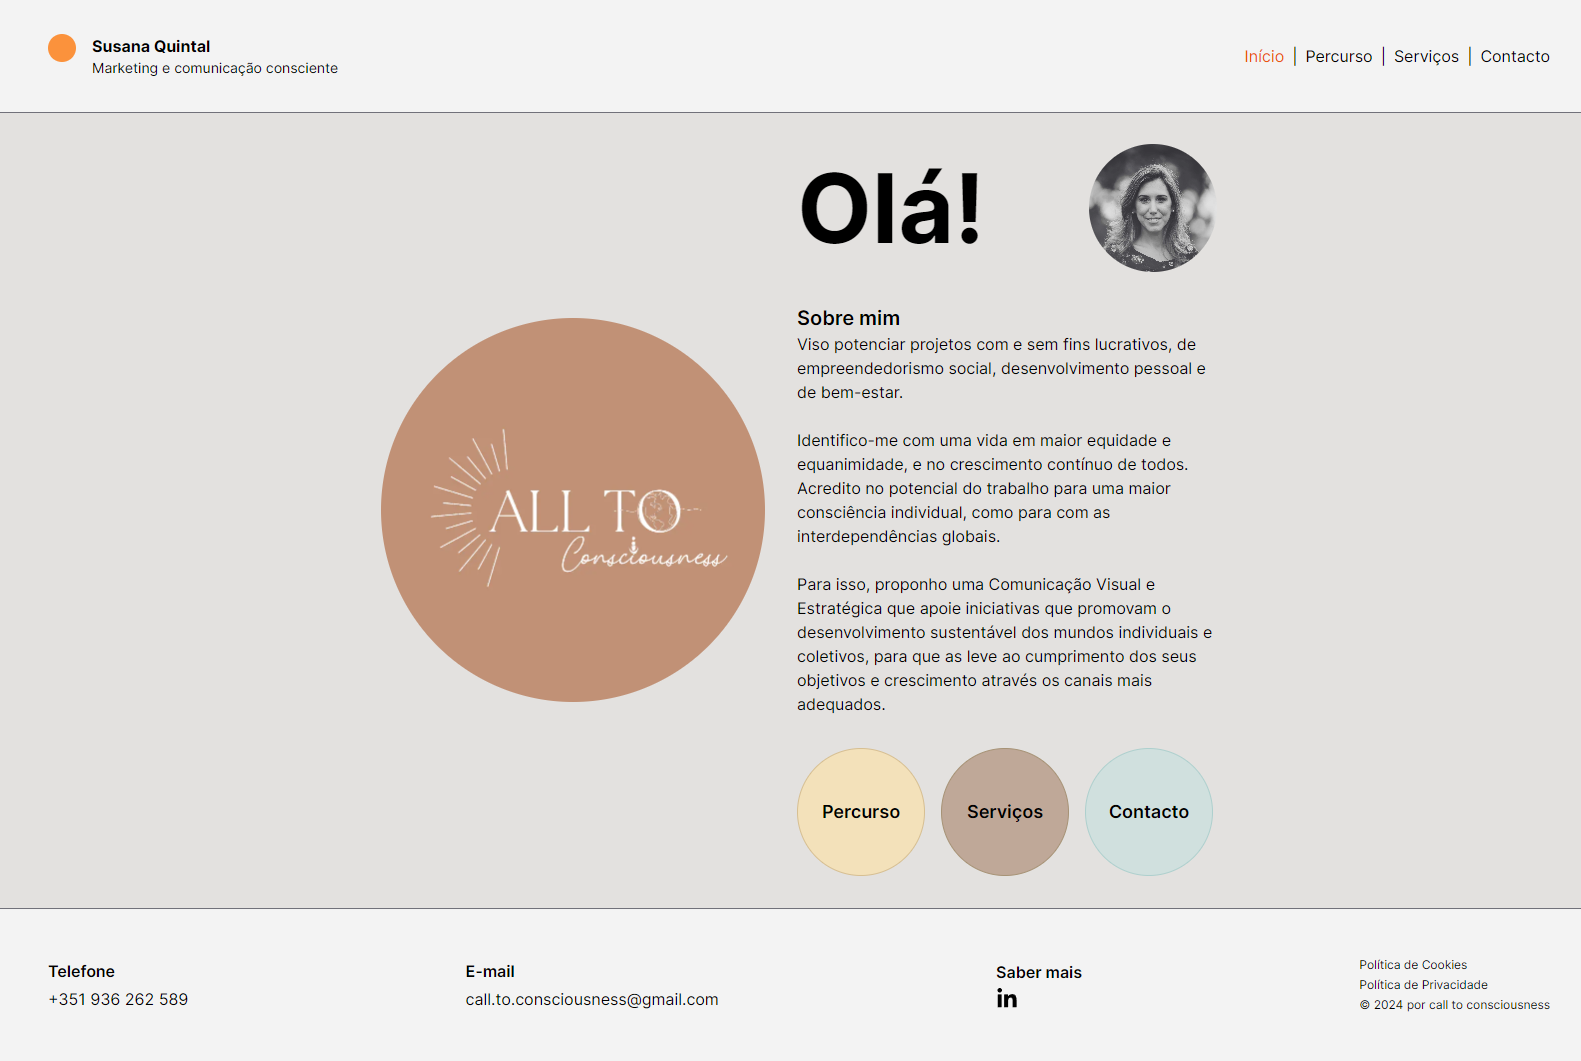 Susana Quintal
Marketing e comunicação consciente
Início | Percurso | Serviços | Contacto
Olá!
ALL TO
Consciousness
Sobre mim
Viso potenciar projetos com e sem fins lucrativos, de
empreendedorismo social, desenvolvimento pessoal e
de bem-estar.
Identifico-me com uma vida em maior equidade e
equanimidade, e no crescimento contínuo de todos.
Acredito no potencial do trabalho para uma maior
consciência individual, como para com as
interdependências globais.
Para isso, proponho uma Comunicação Visual e
Estratégica que apoie iniciativas que promovam o
desenvolvimento sustentável dos mundos individuais e
coletivos, para que as leve ao cumprimento dos seus
objetivos e crescimento através os canais mais
adequados.
Percurso
Serviços
Contacto
Telefone
+351 936 262 589
E-mail
call.to.consciousness@gmail.com
Saber mais
in
Política de Cookies
Política de Privacidade
© 2024 por call to consciousness